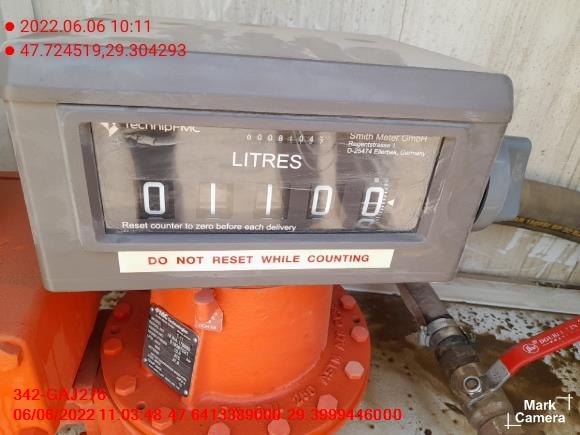 2022.06.06 10:11
47.724519,29.304293
TechnipFMC
Smith Meter GmbH
Regentstrasse 1
D-25474 Ellerbek, Germany
LITRES
0 1 1 0 0
Reset counter to zero before each delivery
DO NOT RESET WHILE COUNTING
342-GAJ276
06/06/2022 11 03:48 47 6413389000 29.3999446000
Mark
Camera